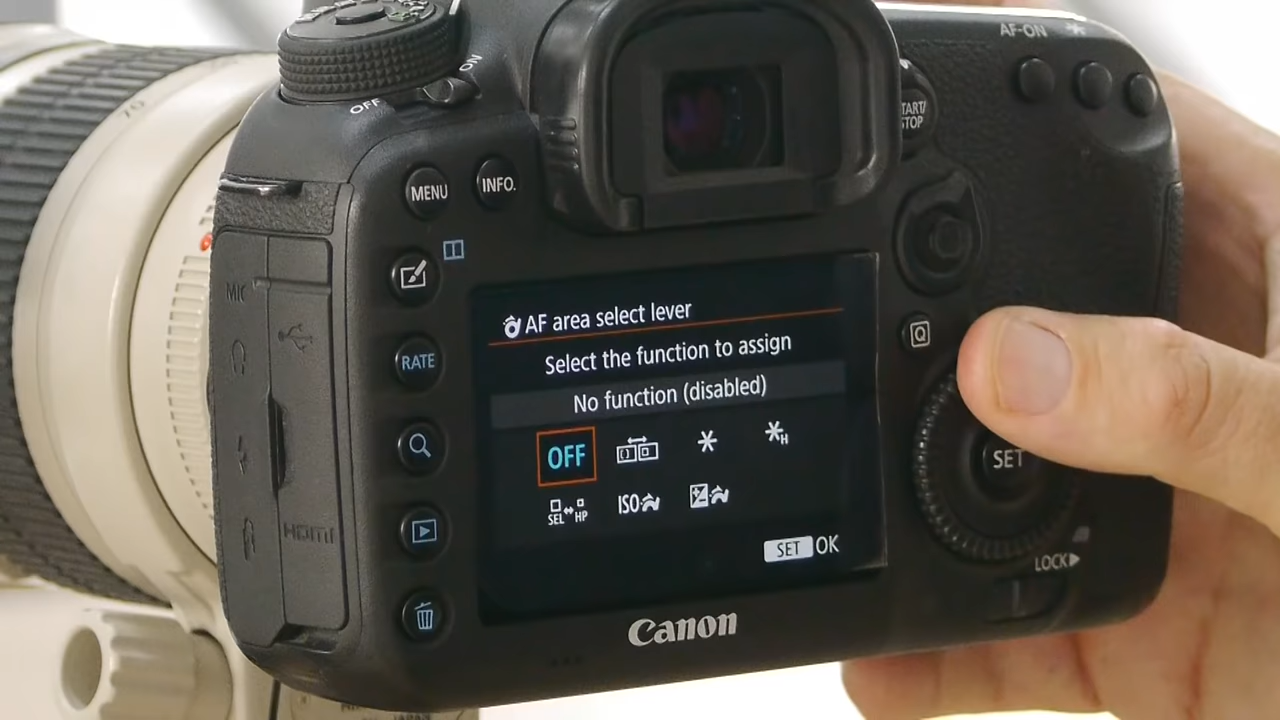 AF-ON
ON
OFF
70
START/
STOP
MENU
INFO.
MIC
RATE
Q
AF area select lever
Select the function to assign
No function (disabled)
OFF
H
SEL HP
ISO
SET OK
SET
HDMI
LOCK
Canon